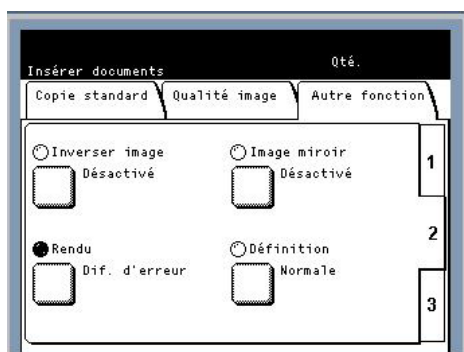 Qté.
Insérer documents
Copie standard Qualité image Autre fonction
Inverser image Image miroir 1
Désactivé Désactivé
2
Rendu Définition
Dif. d'erreur Normale
3